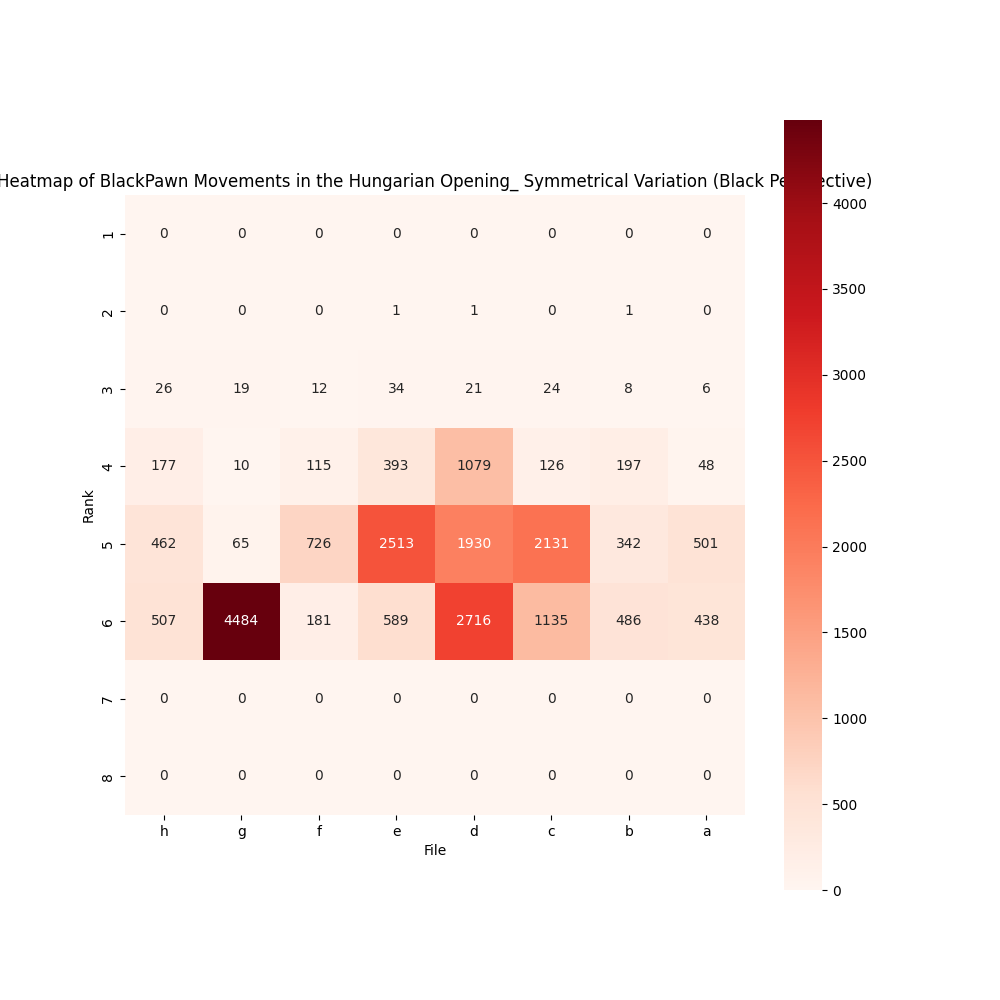 Heatmap of BlackPawn Movements in the Hungarian Opening_ Symmetrical Variation (Black Pe ective)
4000
3500
3000
2500
2000
1500
1000
500
0
Rank
1 0 0 0 0 0 0 0 0
2 0 0 0 1 1 0 1 0
3 26 19 12 34 21 24 8 6
4 177 10 115 393 1079 126 197 48
5 462 65 726 2513 1930 2131 342 501
6 507 4484 181 589 2716 1135 486 438
7 0 0 0 0 0 0 0 0
8 0 0 0 0 0 0 0 0
h g f e d c b a
File